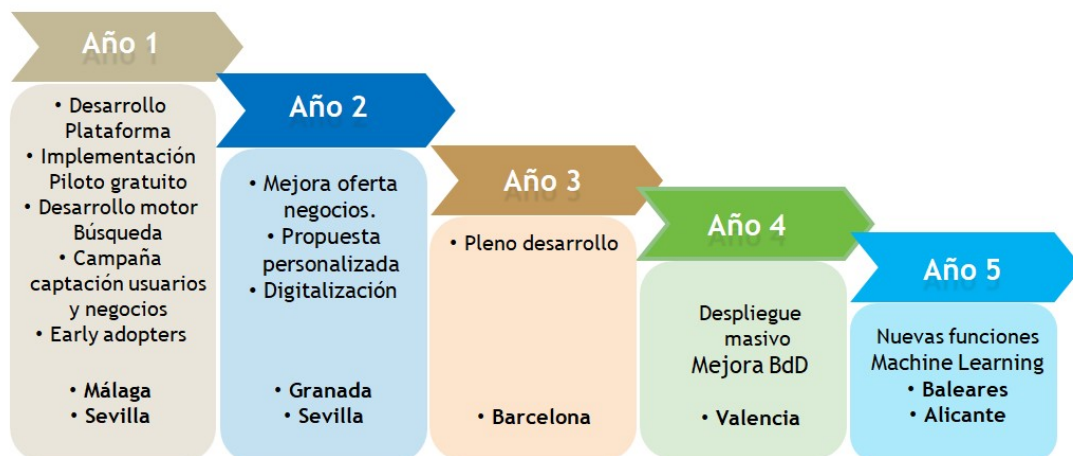 Año 1
• Desarrollo
Plataforma
• Implementación
Piloto gratuito
• Desarrollo motor
Búsqueda
• Campaña
captación usuarios
y negocios
• Early adopters
• Málaga
• Sevilla
Año 2
• Mejora oferta
negocios.
• Propuesta
personalizada
• Digitalización
• Granada
• Sevilla
Año 3
• Pleno desarrollo
• Barcelona
Año 4
Despliegue
masivo
Mejora BdD
• Valencia
Año 5
Nuevas funciones
Machine Learning
• Baleares
• Alicante